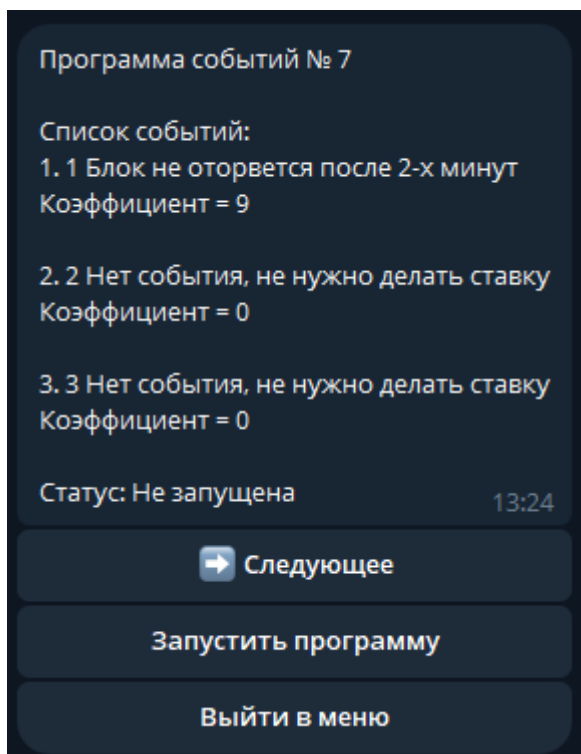 Программа событий № 7
Список событий:
1. 1 Блок не оторвется после 2-х минут
Коэффициент = 9
2. 2 Нет события, не нужно делать ставку
Коэффициент = 0
3. 3 Нет события, не нужно делать ставку
Коэффициент = 0
Статус: Не запущена
13:24
➡️ Следующее
Запустить программу
Выйти в меню